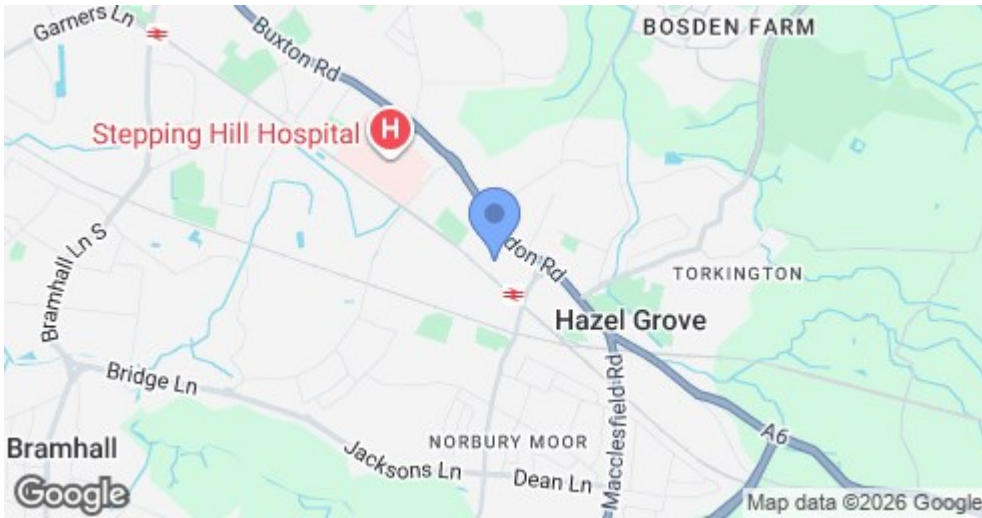 Garners Ln
Buxton Rd
BOSDEN FARM
Stepping Hill Hospital
H
Bramhall Ln S
don Rd
TORKINGTON
Hazel Grove
Bridge Ln
Macclesfield Rd
A6
NORBURY MOOR
Bramhall
Jacksons Ln
Dean Ln
Google
Map data ©2026 Google